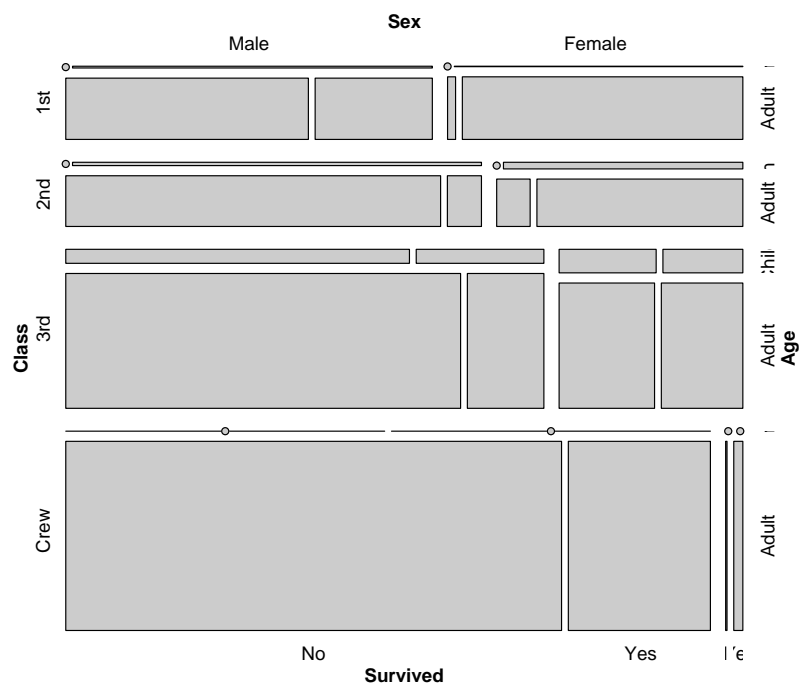 Sex
Male Female
1st Adult
2nd Adult
3rd Adult
Class Age
Crew Adult
No Yes
Survived